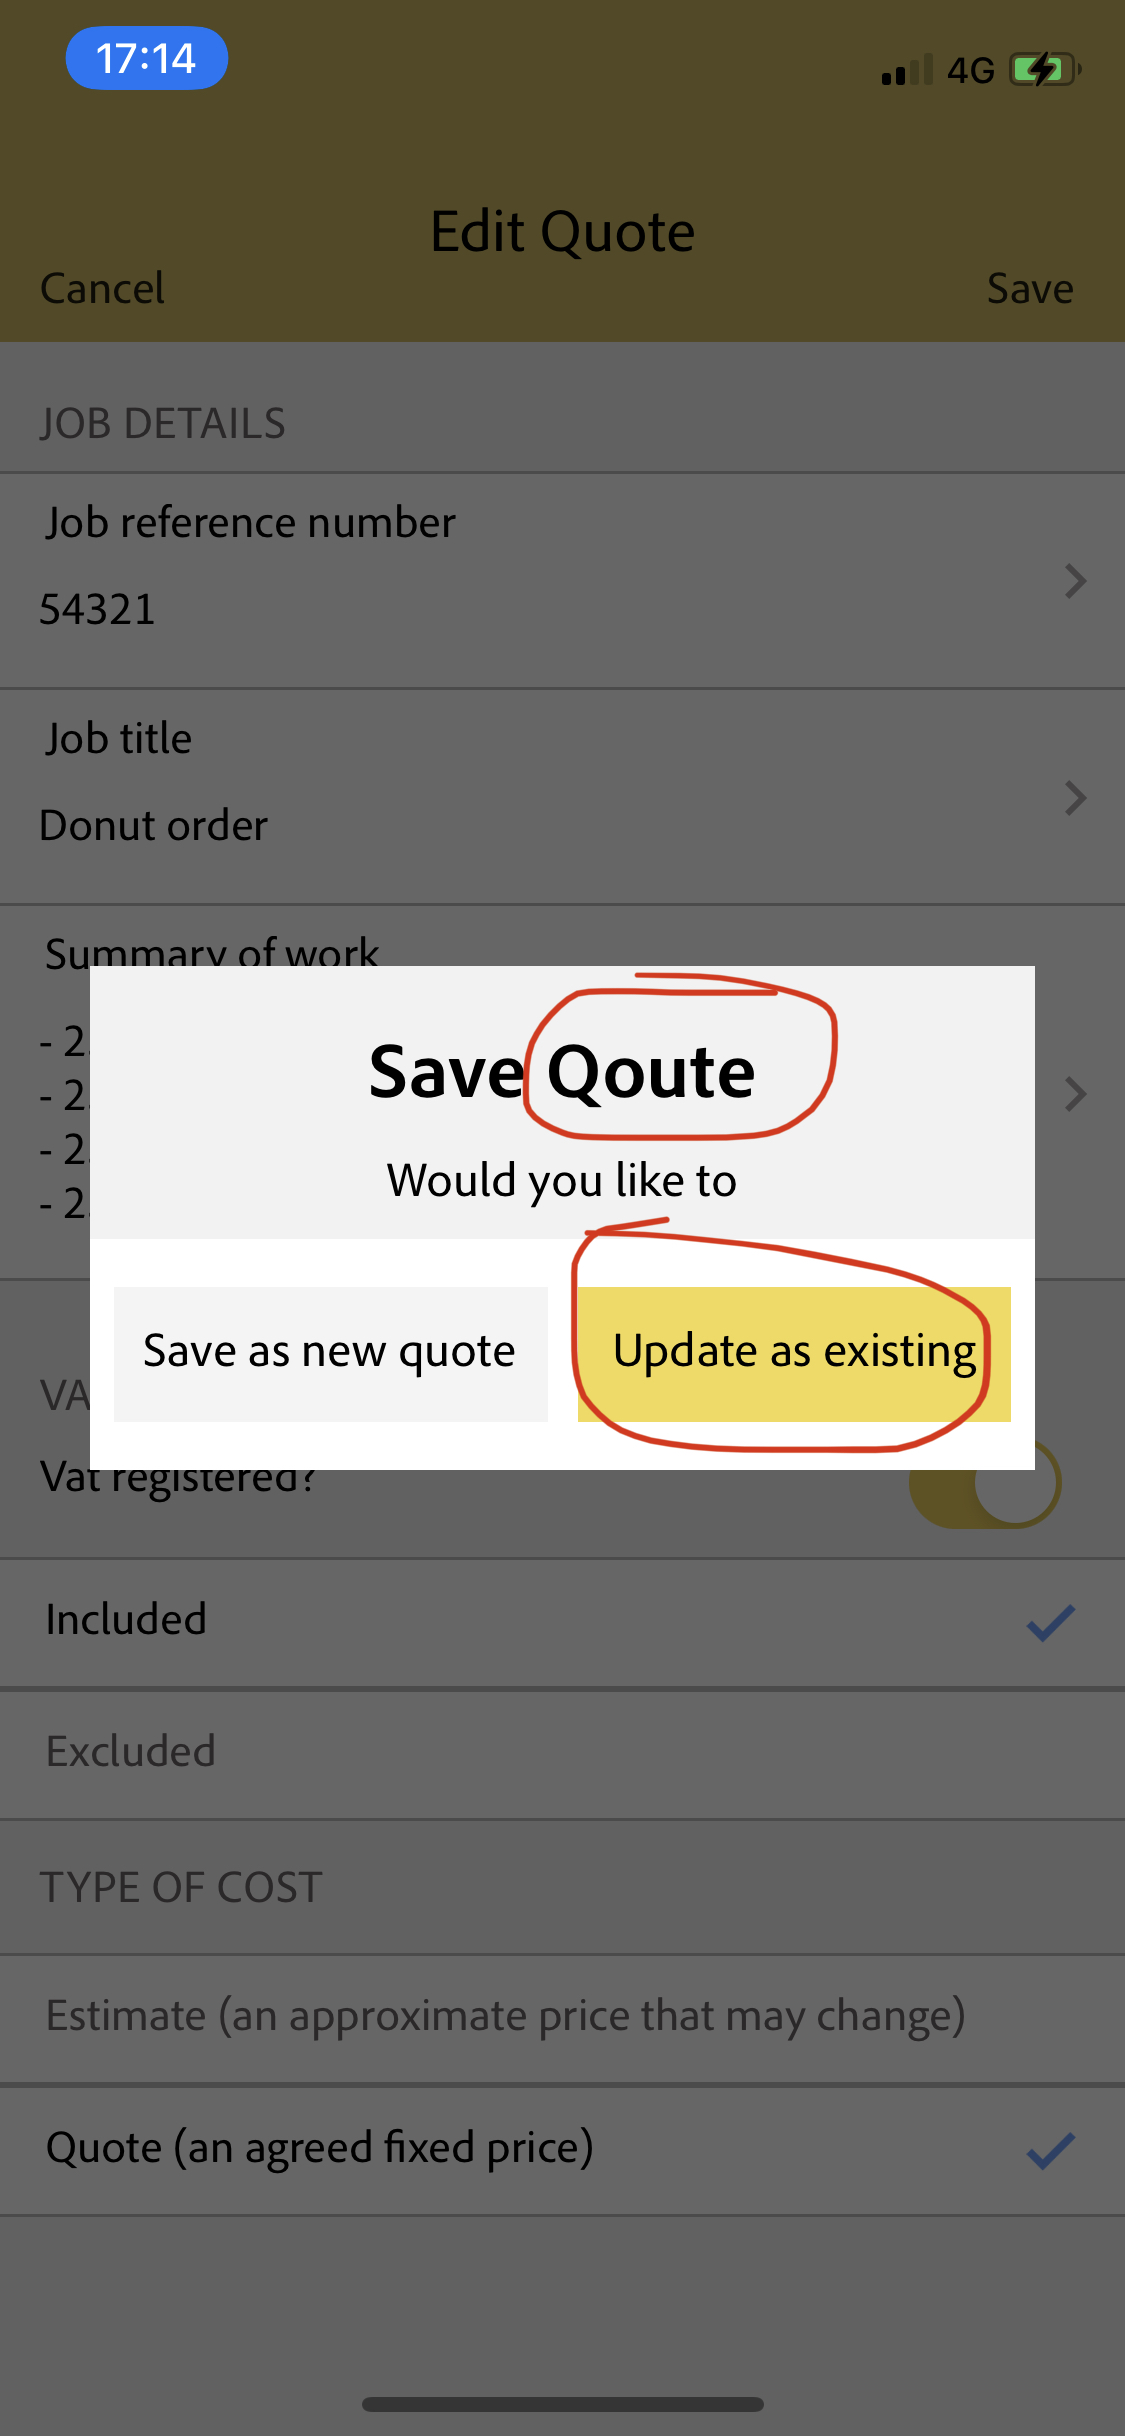 17:14
4G
Edit Quote
Cancel
Save
JOB DETAILS
Job reference number
54321
Job title
Donut order
Summary of work
- 2
- 2
- 2
- 2
Save Qoute
Would you like to
Save as new quote
Update as existing
VA
Vat registered?
Included
Excluded
TYPE OF COST
Estimate (an approximate price that may change)
Quote (an agreed fixed price)